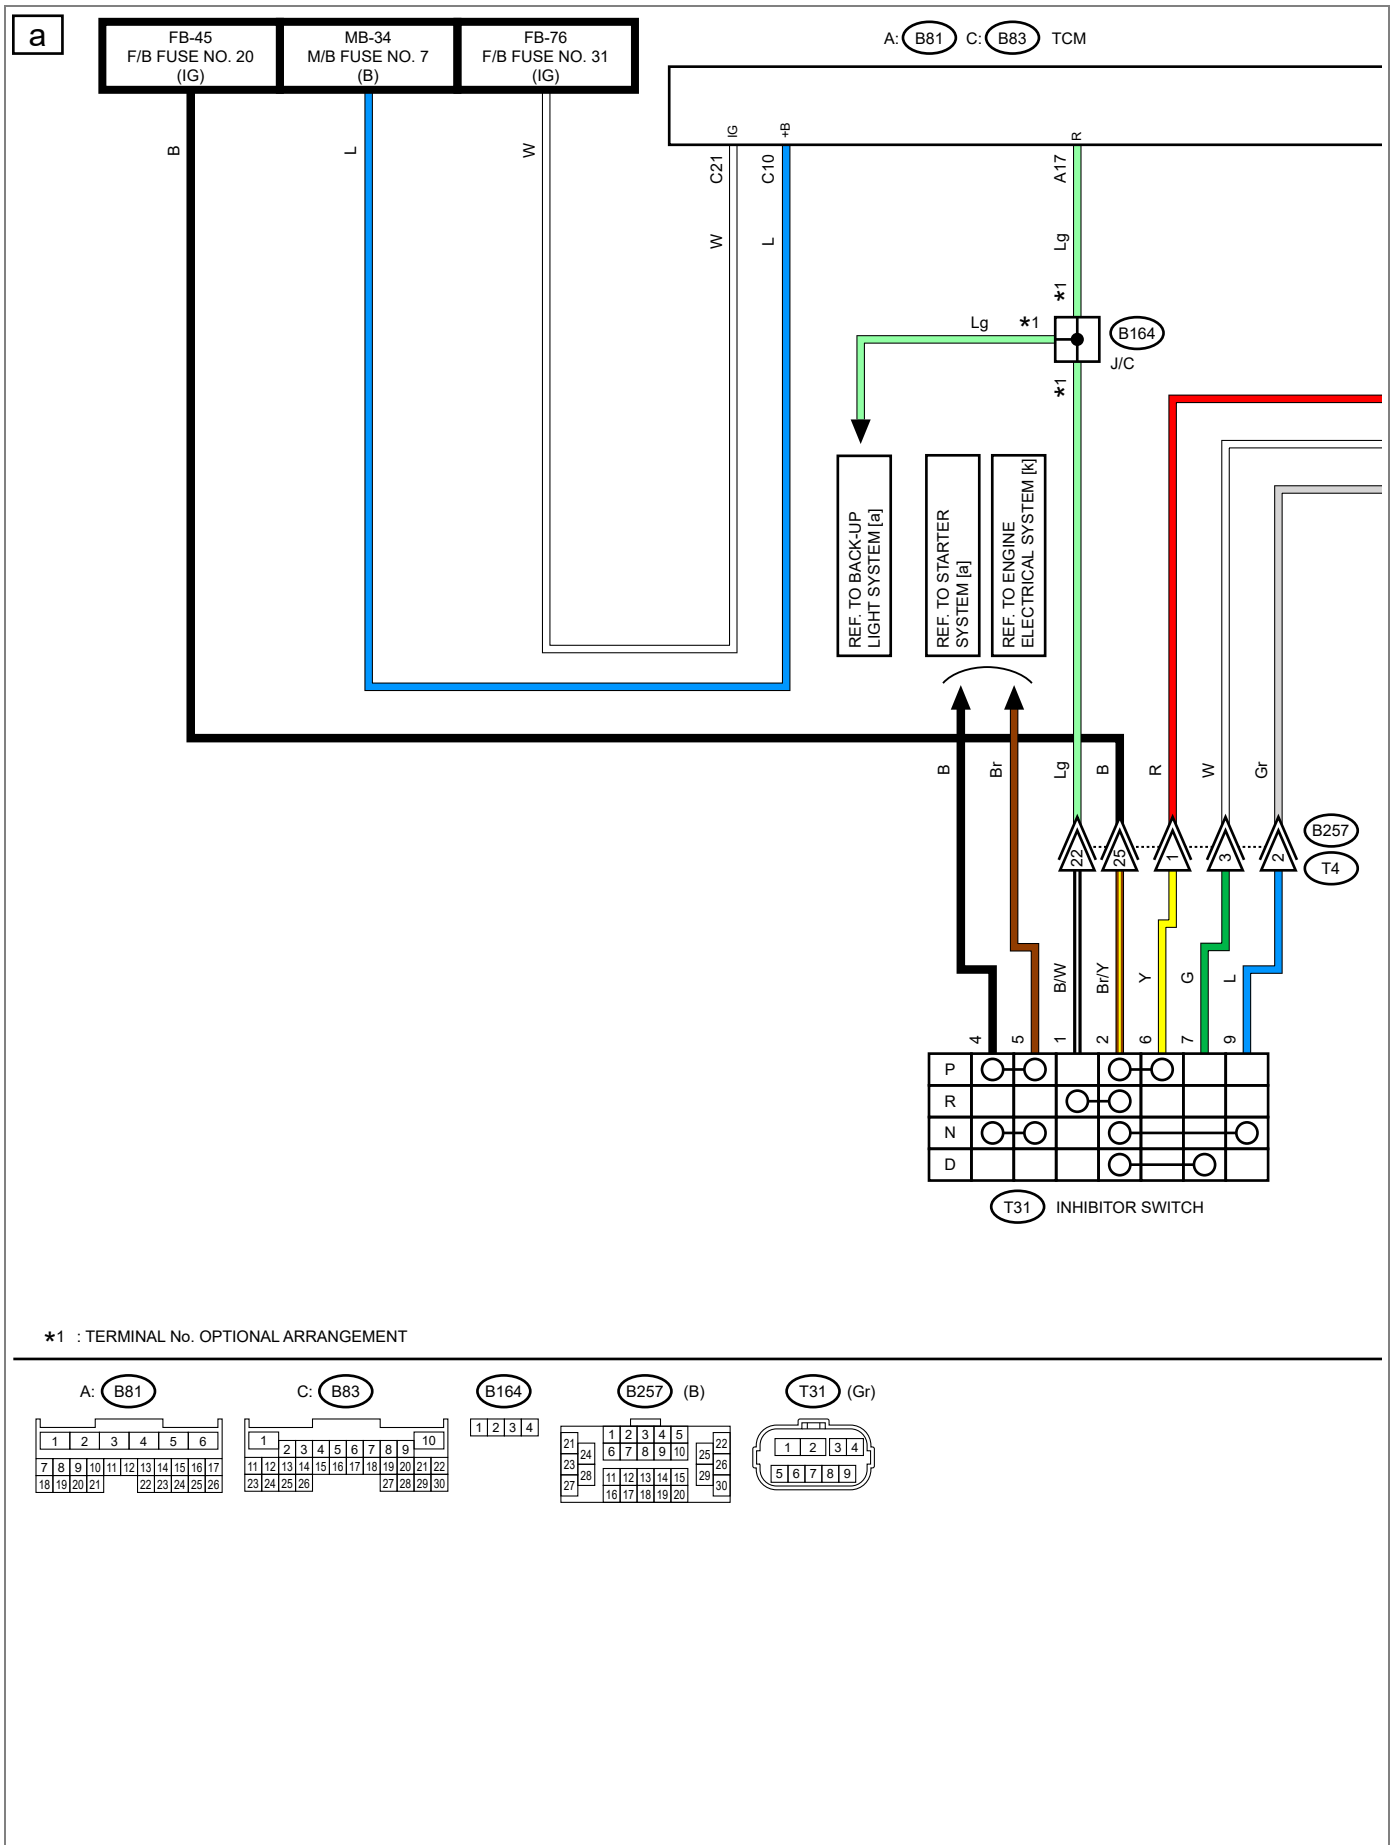 a
FB-45
F/B FUSE NO. 20
(IG)
MB-34
M/B FUSE NO. 7
(B)
FB-76
F/B FUSE NO. 31
(IG)
A: B81 C: B83 TCM
IG
+B
R
B
L
W
C21
C10
A17
W
L
Lg
*1
Lg *1
B164
J/C
*1
REF. TO BACK-UP
LIGHT SYSTEM [a]
REF. TO STARTER
SYSTEM [a]
REF. TO ENGINE
ELECTRICAL SYSTEM [k]
B
Br
Lg
B
R
W
Gr
22
25
1
3
2
B257
T4
B/W
Br/Y
Y
G
L
4
5
1
2
6
7
9
P
R
N
D
T31 INHIBITOR SWITCH
*1 : TERMINAL No. OPTIONAL ARRANGEMENT
A: B81
1 2 3 4 5 6
7 8 9 10 11 12 13 14 15 16 17
18 19 20 21 22 23 24 25 26
C: B83
1 2 3 4 5 6 7 8 9 10
11 12 13 14 15 16 17 18 19 20 21 22
23 24 25 26 27 28 29 30
B164
1 2 3 4
B257 (B)
21 1 2 3 4 5 22
24 6 7 8 9 10 25
23 26
28 11 12 13 14 15 29
27 16 17 18 19 20 30
T31 (Gr)
1 2 3 4
5 6 7 8 9